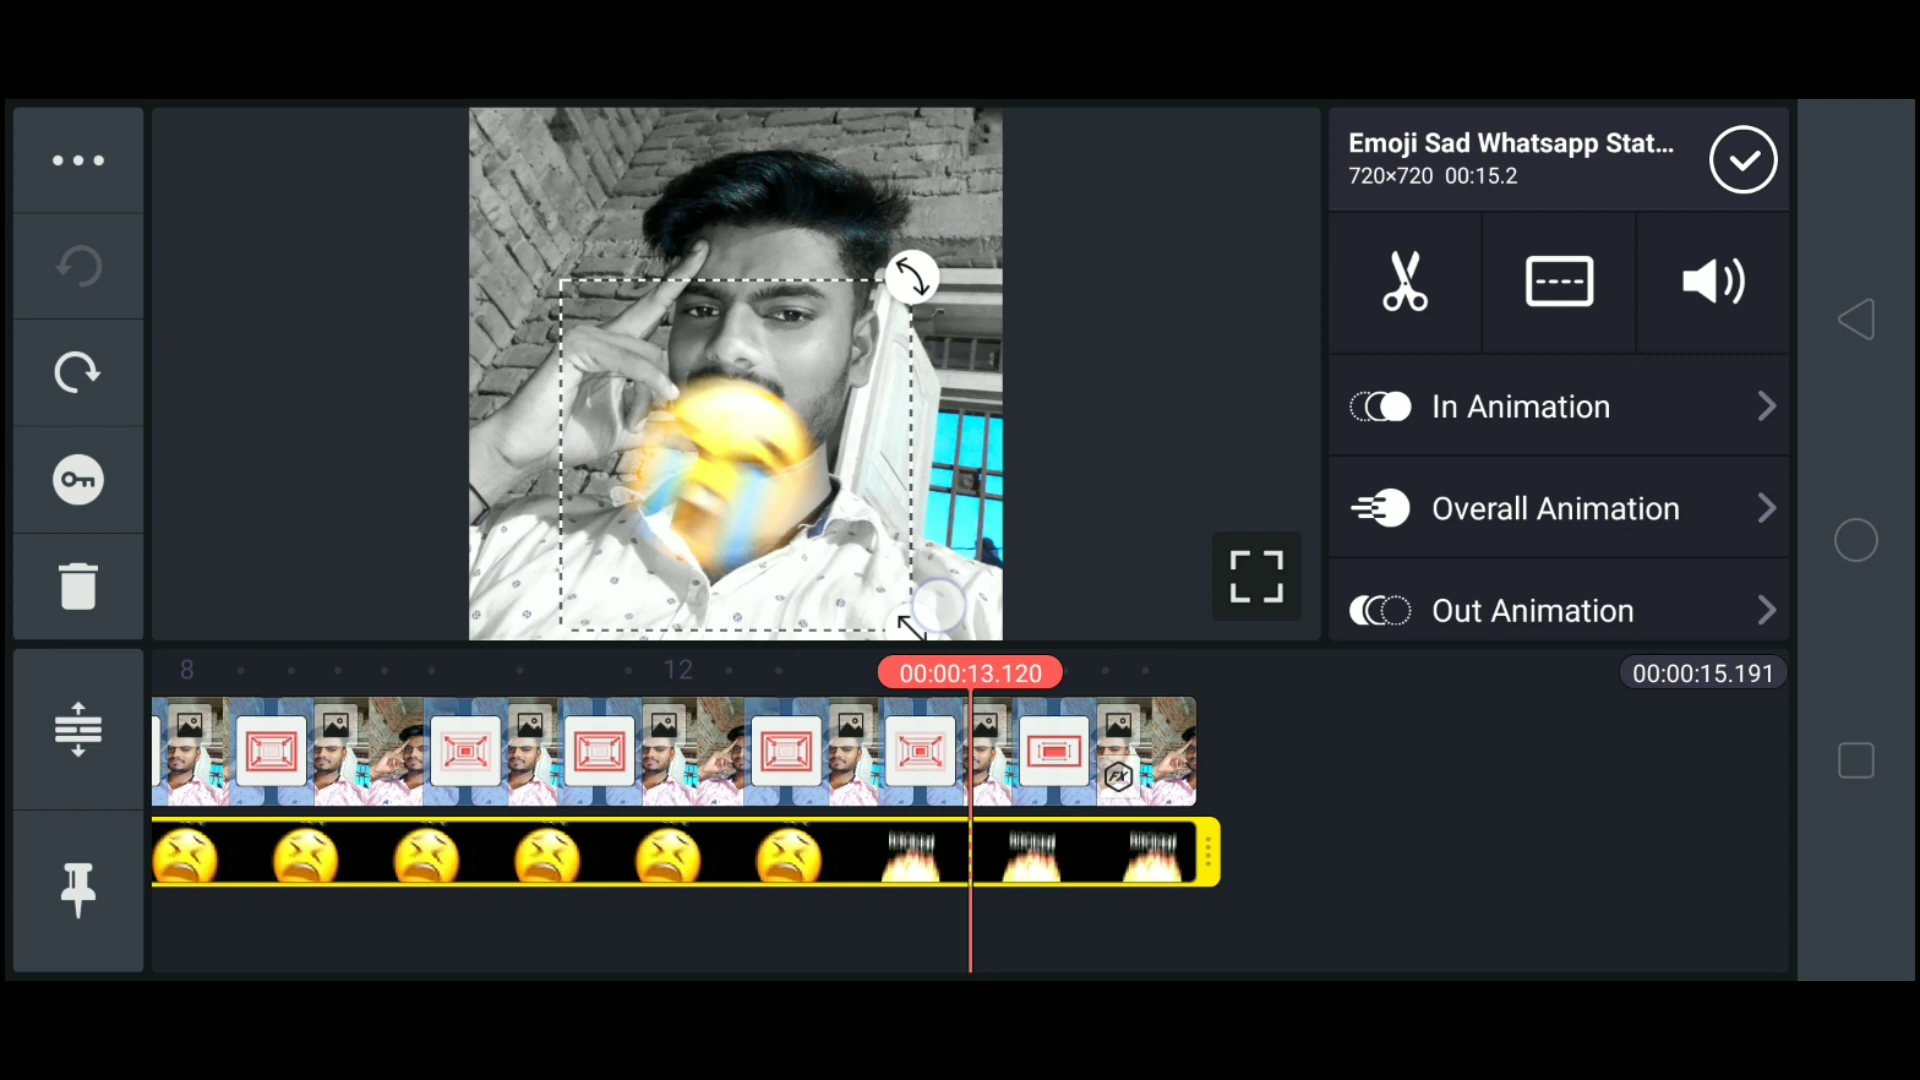 Emoji Sad Whatsapp Stat...
720×720 00:15.2
In Animation
Overall Animation
Out Animation
8
12
00:00:13.120
00:00:15.191
FX